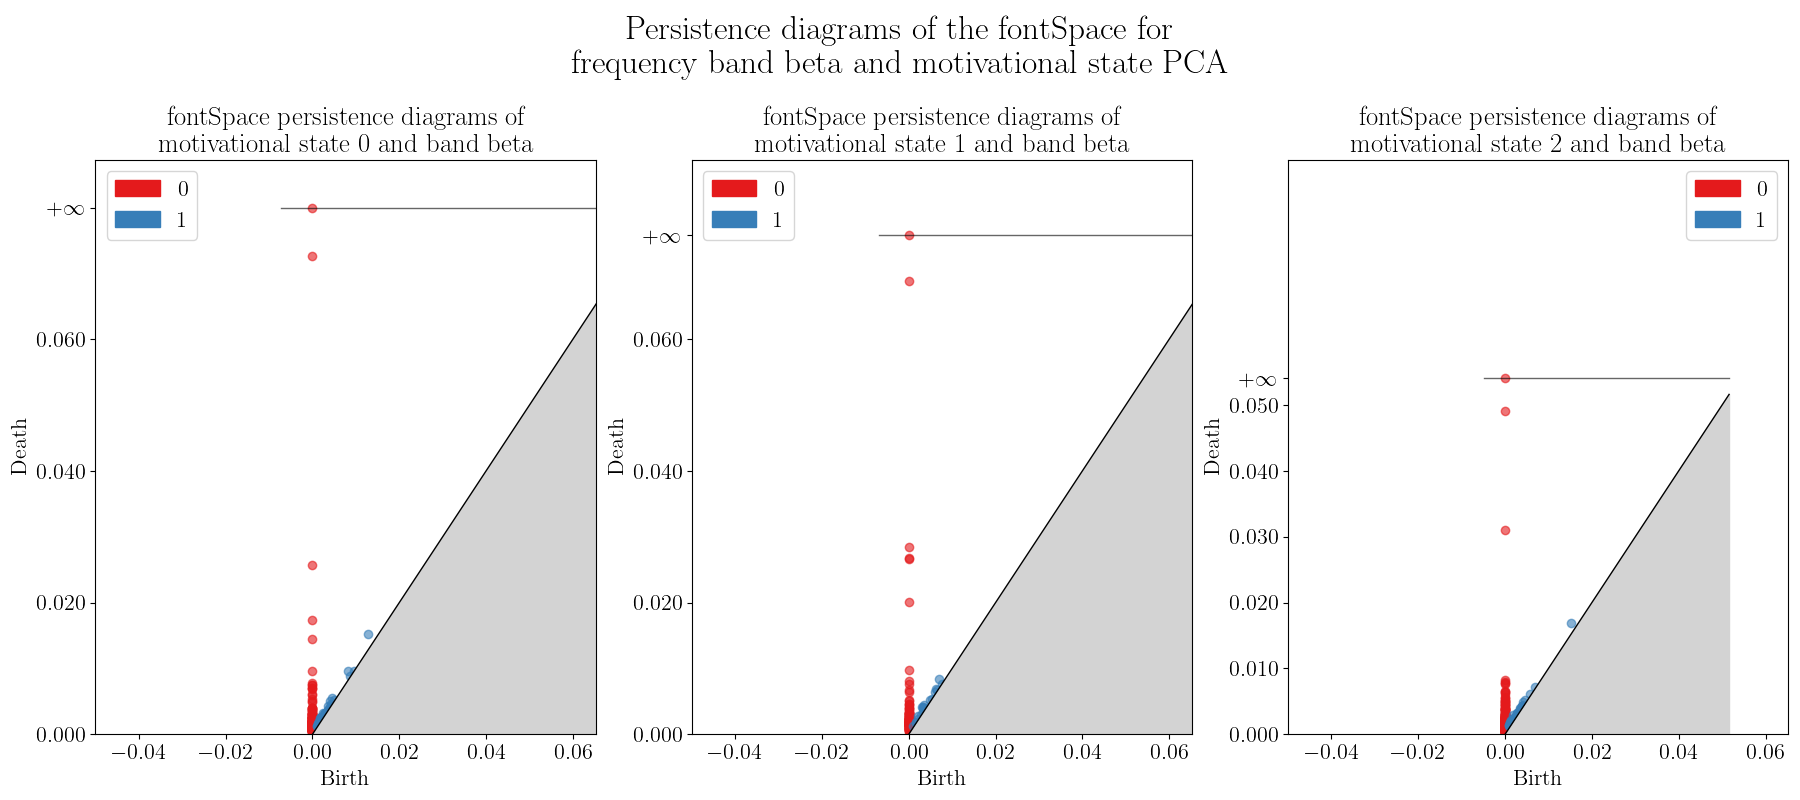 Persistence diagrams of the fontSpace for
frequency band beta and motivational state PCA
fontSpace persistence diagrams of
motivational state 0 and band beta
0
1
+∞
0.060
0.040
0.020
0.000
Death
−0.04 −0.02 0.00 0.02 0.04 0.06
Birth
fontSpace persistence diagrams of
motivational state 1 and band beta
0
1
+∞
0.060
0.040
0.020
0.000
Death
−0.04 −0.02 0.00 0.02 0.04 0.06
Birth
fontSpace persistence diagrams of
motivational state 2 and band beta
0
1
+∞
0.050
0.040
0.030
0.020
0.010
0.000
Death
−0.04 −0.02 0.00 0.02 0.04 0.06
Birth